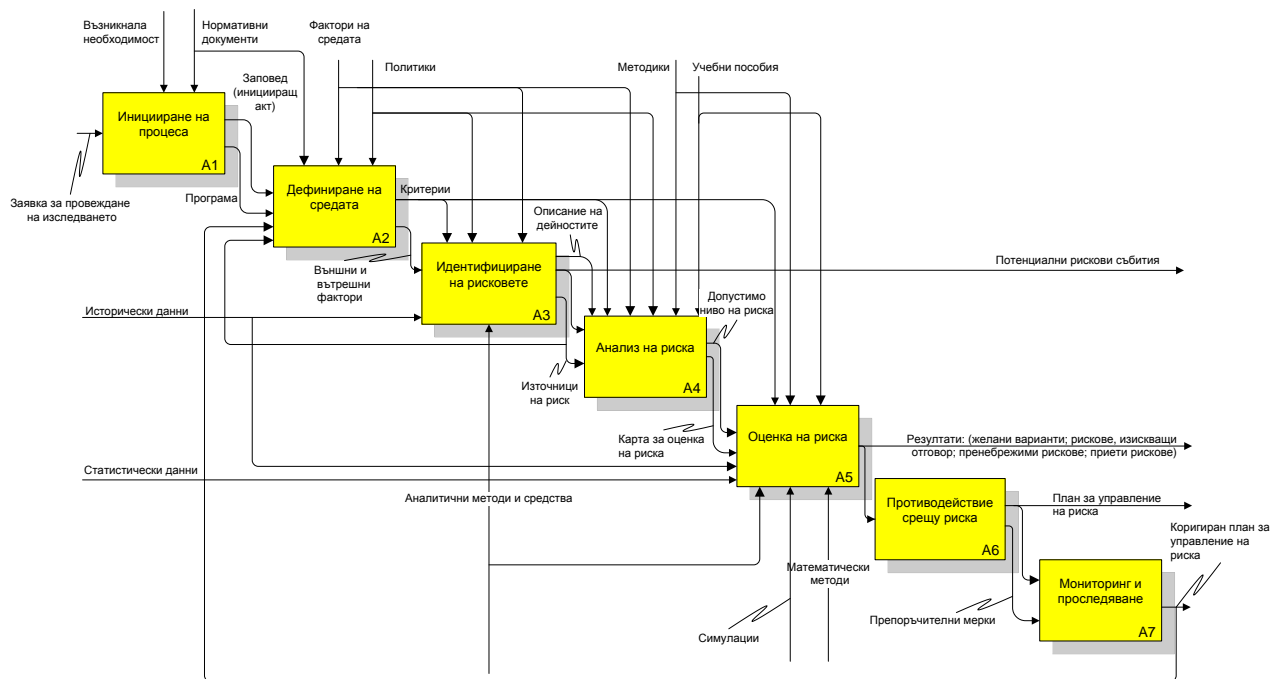 Възникнала
необходимост
Нормативни
документи
Фактори на
средата
Политики
Методики
Учебни пособия
Заповед
(иницииращ
акт)
Иницииране на
процеса
A1
Заявка за провеждане
на изследването
Програма
Дефиниране на
средата
A2
Критерии
Описание на
дейностите
Външни и
вътрешни
фактори
Идентифициране
на рисковете
A3
Потенциални рискови събития
Исторически данни
Допустимо
ниво на риска
Анализ на риска
A4
Източници
на риск
Карта за оценка
на риска
Оценка на риска
A5
Резултати: (желани варианти; рискове, изискващи
отговор; пренебрежими рискове; приети рискове)
Статистически данни
Аналитични методи и средства
Противодействие
срещу риска
A6
План за управление
на риска
Коригиран план за
управление на
риска
Математически
методи
Мониторинг и
проследяване
A7
Препоръчителни мерки
Симулации